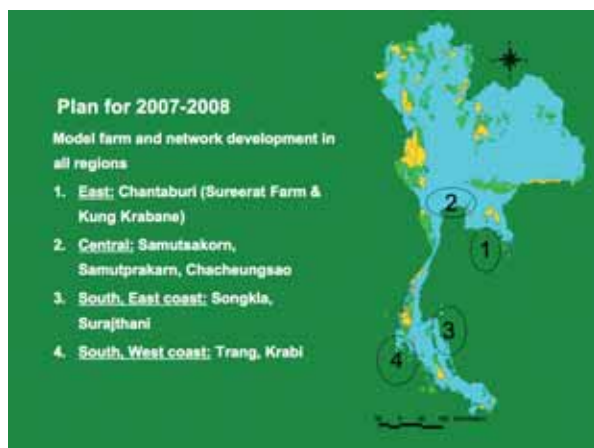 Plan for 2007-2008
Model farm and network development in
all regions
1. East: Chantaburi (Sureerat Farm &
Kung Krabane)
2. Central: Samutsakorn,
Samutprakarn, Chacheungsao
3. South, East coast: Songkla,
Surajthani
4. South, West coast: Trang, Krabi
2
1
3
4